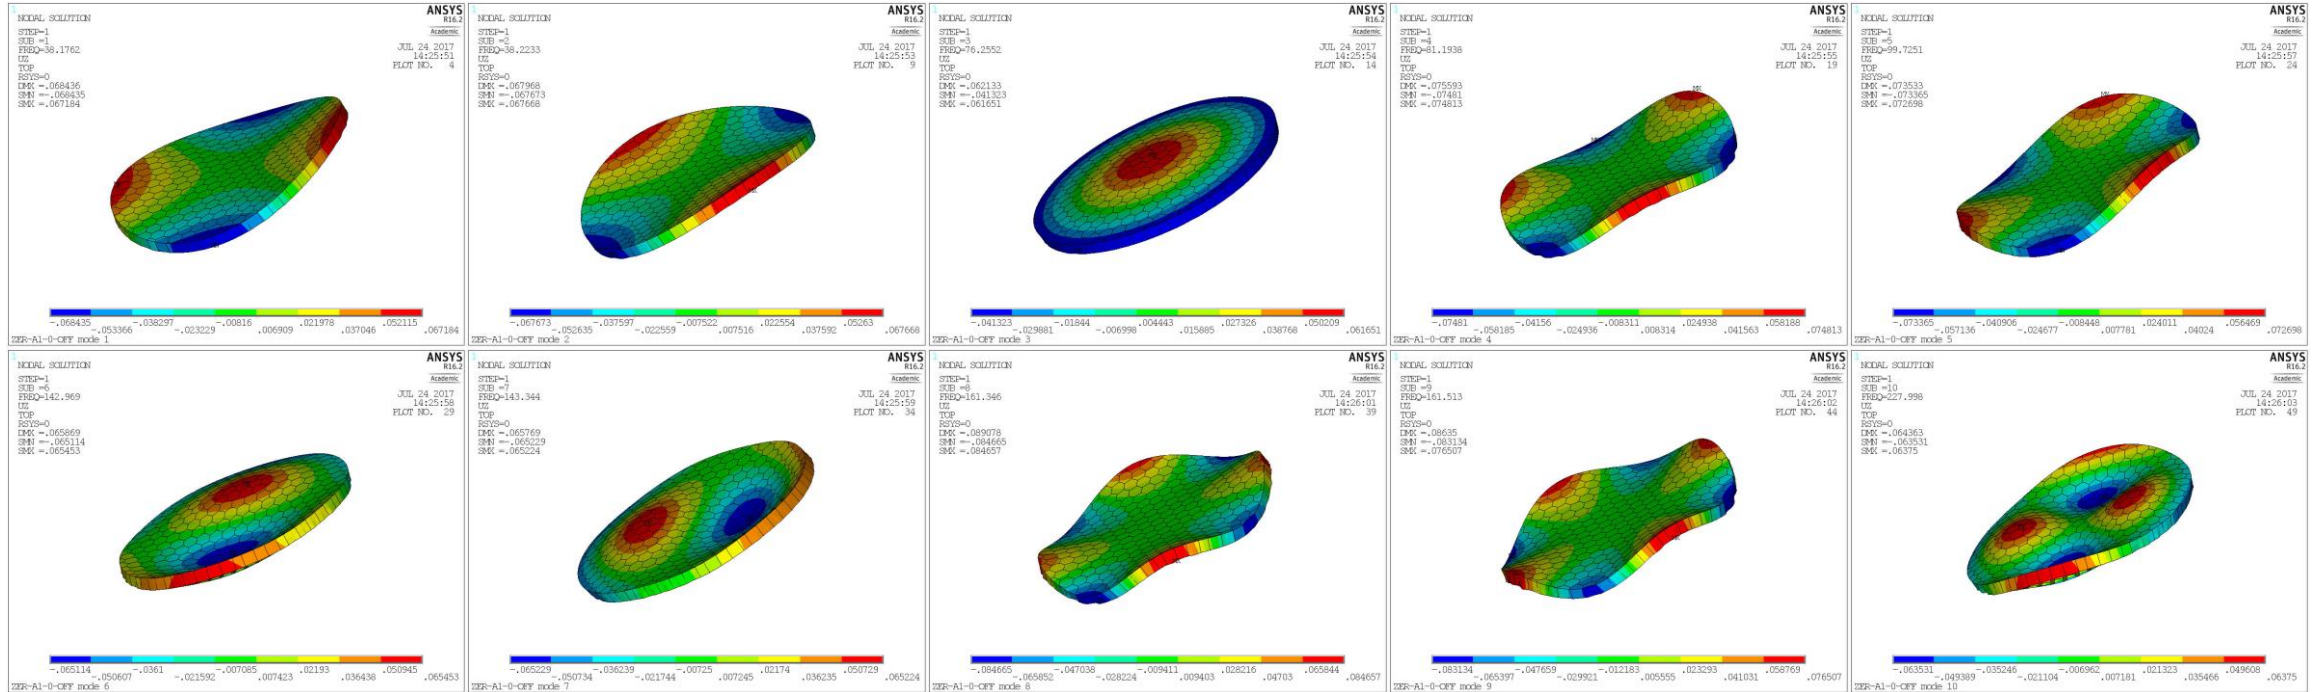 1
NODAL SOLUTION
STEP=1
SUB =1
FREQ=38.1762
UZ
TOP
RSYS=0
DMX =.068436
SMN =-.068435
SMX =.067184
ANSYS
R16.2
Academic
JUL 24 2017
14:25:51
PLOT NO. 4
-.068435 -.038297 -.00816 .021978 .052115
-.053366 -.023229 .006909 .037046 .067184
ZER-A1-0-OFF mode 1
1
NODAL SOLUTION
STEP=1
SUB =2
FREQ=38.2233
UZ
TOP
RSYS=0
DMX =.067968
SMN =-.067673
SMX =.067668
ANSYS
R16.2
Academic
JUL 24 2017
14:25:53
PLOT NO. 9
-.067673 -.037597 -.007522 .022554 .05263
-.052635 -.022559 .007516 .037592 .067668
ZER-A1-0-OFF mode 2
1
NODAL SOLUTION
STEP=1
SUB =3
FREQ=76.2552
UZ
TOP
RSYS=0
DMX =.062133
SMN =-.041323
SMX =.061651
ANSYS
R16.2
Academic
JUL 24 2017
14:25:54
PLOT NO. 14
-.041323 -.01844 .004443 .027326 .050209
-.029881 -.006998 .015885 .038768 .061651
ZER-A1-0-OFF mode 3
1
NODAL SOLUTION
STEP=1
SUB =4
FREQ=81.1938
UZ
TOP
RSYS=0
DMX =.075593
SMN =-.07481
SMX =.074813
ANSYS
R16.2
Academic
JUL 24 2017
14:25:55
PLOT NO. 19
MX
-.07481 -.04156 -.008311 .024938 .058188
-.058185 -.024936 .008314 .041563 .074813
ZER-A1-0-OFF mode 4
1
NODAL SOLUTION
STEP=1
SUB =5
FREQ=99.7251
UZ
TOP
RSYS=0
DMX =.073533
SMN =-.073365
SMX =.072698
ANSYS
R16.2
Academic
JUL 24 2017
14:25:57
PLOT NO. 24
MX
-.073365 -.040906 -.008448 .024011 .056469
-.057136 -.024677 .007781 .04024 .072698
ZER-A1-0-OFF mode 5
1
NODAL SOLUTION
STEP=1
SUB =6
FREQ=142.969
UZ
TOP
RSYS=0
DMX =.065869
SMN =-.065114
SMX =.065453
ANSYS
R16.2
Academic
JUL 24 2017
14:25:58
PLOT NO. 29
-.065114 -.0361 -.007085 .02193 .050945
-.050607 -.021592 .007423 .036438 .065453
ZER-A1-0-OFF mode 6
1
NODAL SOLUTION
STEP=1
SUB =7
FREQ=143.344
UZ
TOP
RSYS=0
DMX =.065769
SMN =-.065229
SMX =.065224
ANSYS
R16.2
Academic
JUL 24 2017
14:25:59
PLOT NO. 34
-.065229 -.036239 -.00725 .02174 .050729
-.050734 -.021744 .007245 .036235 .065224
ZER-A1-0-OFF mode 7
1
NODAL SOLUTION
STEP=1
SUB =8
FREQ=161.346
UZ
TOP
RSYS=0
DMX =.089078
SMN =-.084665
SMX =.084657
ANSYS
R16.2
Academic
JUL 24 2017
14:26:01
PLOT NO. 39
-.084665 -.047038 -.009411 .028216 .065844
-.065852 -.028224 .009403 .04703 .084657
ZER-A1-0-OFF mode 8
1
NODAL SOLUTION
STEP=1
SUB =9
FREQ=161.513
UZ
TOP
RSYS=0
DMX =.08635
SMN =-.083134
SMX =.076507
ANSYS
R16.2
Academic
JUL 24 2017
14:26:02
PLOT NO. 44
-.083134 -.047659 -.012183 .023293 .058769
-.065397 -.029921 .005555 .041031 .076507
ZER-A1-0-OFF mode 9
1
NODAL SOLUTION
STEP=1
SUB =10
FREQ=227.998
UZ
TOP
RSYS=0
DMX =.064363
SMN =-.063531
SMX =.06375
ANSYS
R16.2
Academic
JUL 24 2017
14:26:03
PLOT NO. 49
-.063531 -.035246 -.006962 .021323 .049608
-.049389 -.021104 .007181 .035466 .06375
ZER-A1-0-OFF mode 10